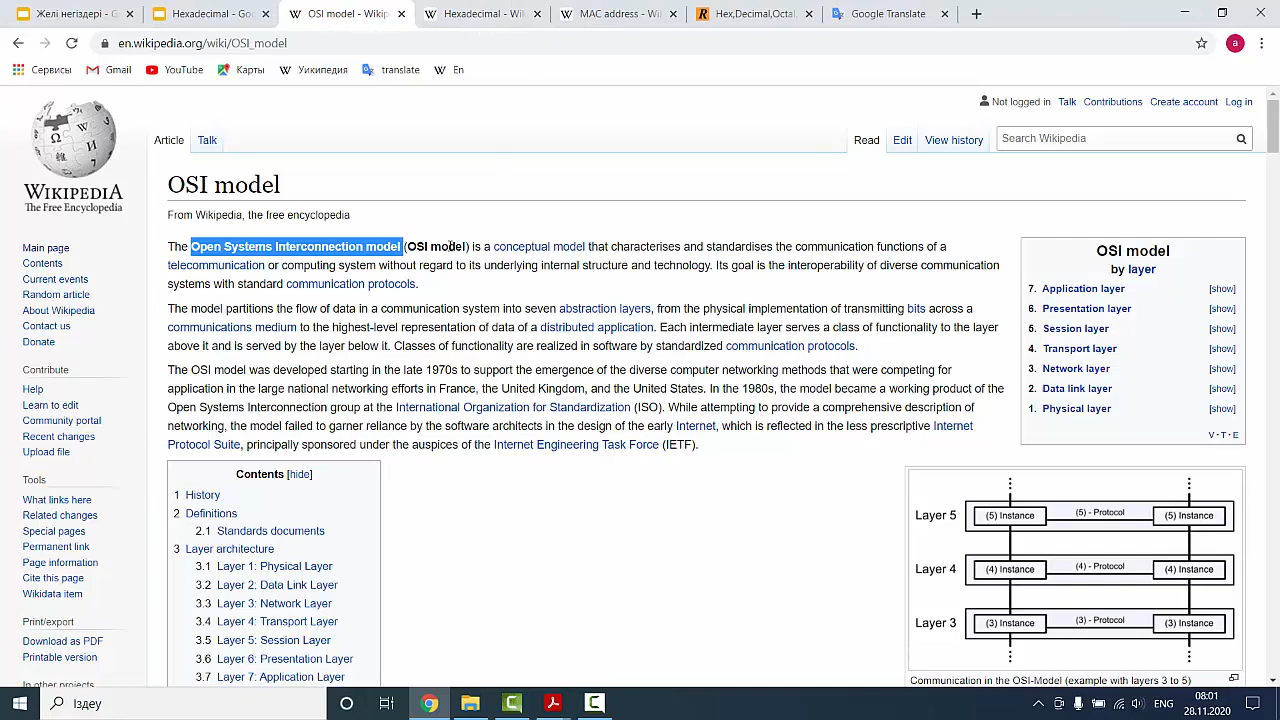 Желі негіздері - G
Hexadecimal - Goo
OSI model - Wikip
Hexadecimal - Wik
MAC address - Wi
Hex,Decimal,Octal,
Google Translate
en.wikipedia.org/wiki/OSI_model
a
Сервисы
Gmail
YouTube
Карты
Уикипедия
translate
En
Not logged in Talk Contributions Create account Log in
Article Talk
Read Edit View history
Search Wikipedia
WIKIPEDIA
The Free Encyclopedia
Main page
Contents
Current events
Random article
About Wikipedia
Contact us
Donate
Contribute
Help
Learn to edit
Community portal
Recent changes
Upload file
Tools
What links here
Related changes
Special pages
Permanent link
Page information
Cite this page
Wikidata item
Print/export
Download as PDF
Printable version
In other projects
OSI model
From Wikipedia, the free encyclopedia
The Open Systems Interconnection model (OSI model) is a conceptual model that characterises and standardises the communication functions of a
telecommunication or computing system without regard to its underlying internal structure and technology. Its goal is the interoperability of diverse communication
systems with standard communication protocols.
The model partitions the flow of data in a communication system into seven abstraction layers, from the physical implementation of transmitting bits across a
communications medium to the highest-level representation of data of a distributed application. Each intermediate layer serves a class of functionality to the layer
above it and is served by the layer below it. Classes of functionality are realized in software by standardized communication protocols.
The OSI model was developed starting in the late 1970s to support the emergence of the diverse computer networking methods that were competing for
application in the large national networking efforts in France, the United Kingdom, and the United States. In the 1980s, the model became a working product of the
Open Systems Interconnection group at the International Organization for Standardization (ISO). While attempting to provide a comprehensive description of
networking, the model failed to garner reliance by the software architects in the design of the early Internet, which is reflected in the less prescriptive Internet
Protocol Suite, principally sponsored under the auspices of the Internet Engineering Task Force (IETF).
Contents [hide]
1 History
2 Definitions
2.1 Standards documents
3 Layer architecture
3.1 Layer 1: Physical Layer
3.2 Layer 2: Data Link Layer
3.3 Layer 3: Network Layer
3.4 Layer 4: Transport Layer
3.5 Layer 5: Session Layer
3.6 Layer 6: Presentation Layer
3.7 Layer 7: Application Layer
OSI model
by layer
7. Application layer [show]
6. Presentation layer [show]
5. Session layer [show]
4. Transport layer [show]
3. Network layer [show]
2. Data link layer [show]
1. Physical layer [show]
V · T · E
Layer 5 (5) Instance (5) - Protocol (5) Instance
Layer 4 (4) Instance (4) - Protocol (4) Instance
Layer 3 (3) Instance (3) - Protocol (3) Instance
Communication in the OSI-Model (example with layers 3 to 5)
Іздеу
ENG
08:01
28.11.2020